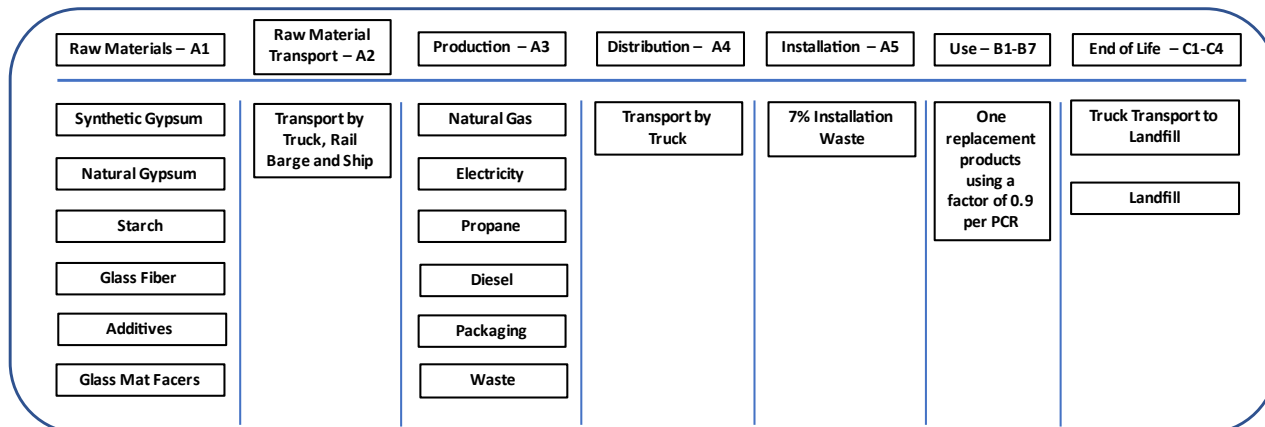 Raw Materials – A1
Raw Material
Transport – A2
Production – A3
Distribution – A4
Installation – A5
Use – B1-B7
End of Life – C1-C4
Synthetic Gypsum
Natural Gypsum
Starch
Glass Fiber
Additives
Glass Mat Facers
Transport by
Truck, Rail
Barge and Ship
Natural Gas
Electricity
Propane
Diesel
Packaging
Waste
Transport by
Truck
7% Installation
Waste
One
replacement
products
using a
factor of 0.9
per PCR
Truck Transport to
Landfill
Landfill